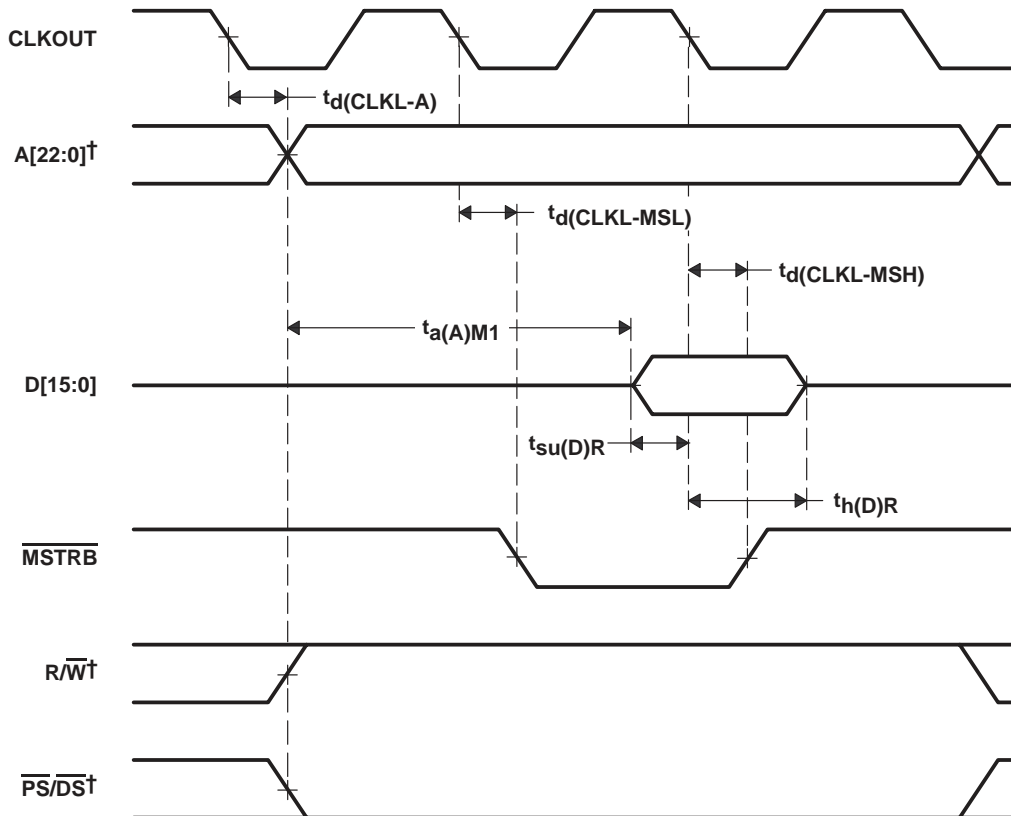 CLKOUT
td(CLKL-A)
A[22:0]†
td(CLKL-MSL)
td(CLKL-MSH)
ta(A)M1
D[15:0]
tsu(D)R
th(D)R
MSTRB
R/W†
PS/DS†